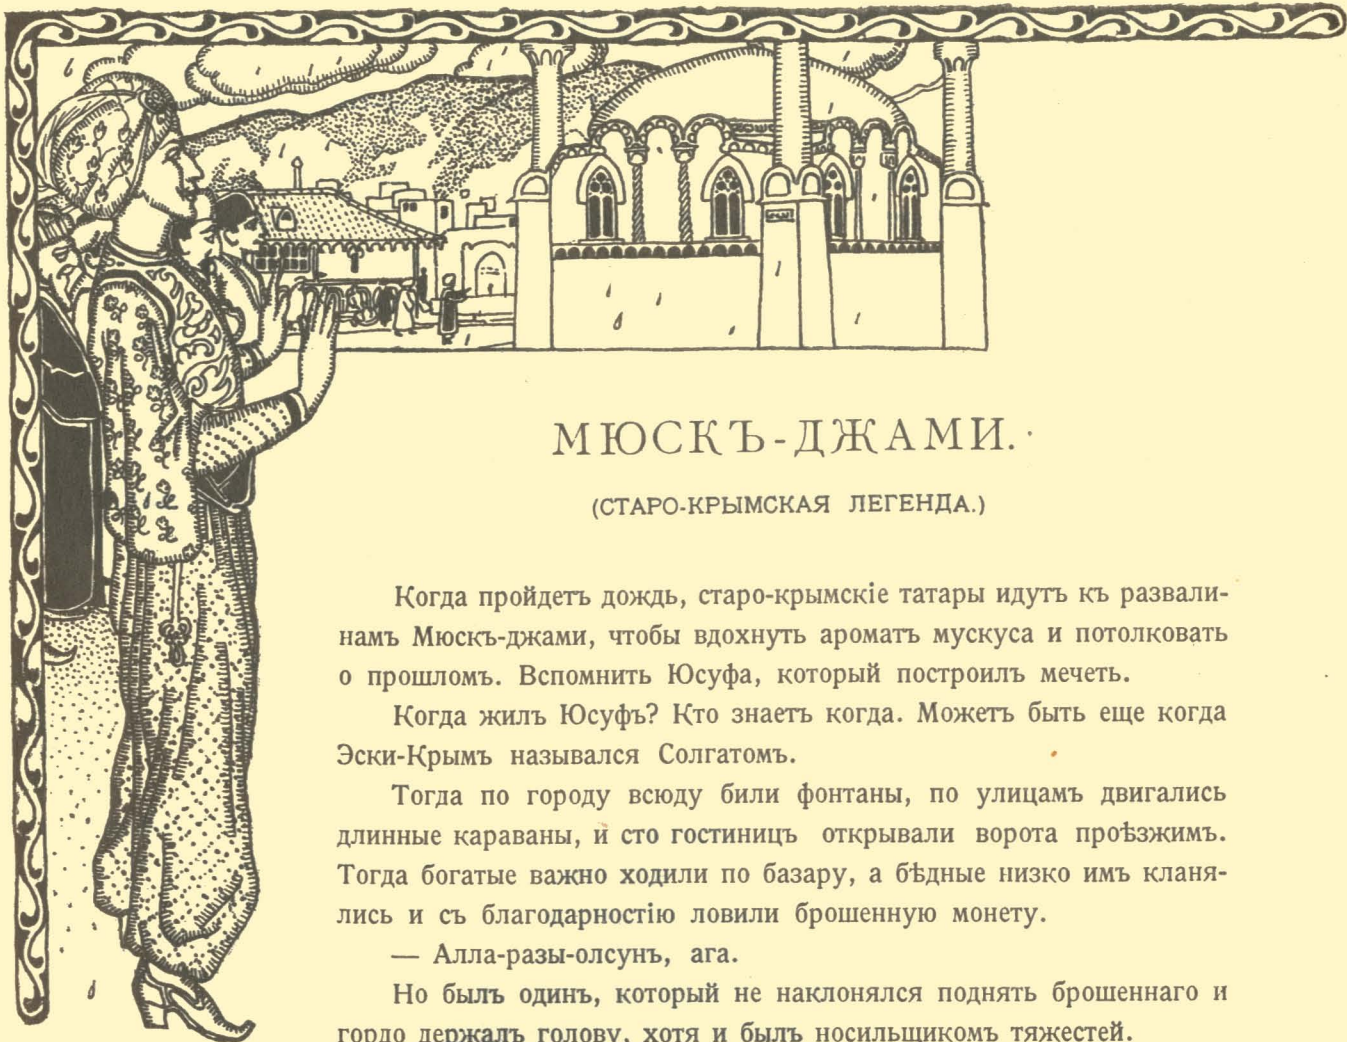 МЮСКЪ-ДЖАМИ.
(СТАРО-КРЫМСКАЯ ЛЕГЕНДА.)
Когда пройдетъ дождь, старо-крымскіе татары идутъ къ развали-
намъ Мюскъ-джами, чтобы вдохнуть ароматъ мускуса и потолковать
о прошломъ. Вспомнить Юсуфа, который построилъ мечеть.
Когда жилъ Юсуфъ? Кто знаетъ когда. Можетъ быть еще когда
Эски-Крымъ назывался Солгатомъ.
Тогда по городу всюду били фонтаны, по улицамъ двигались
длинные караваны, и сто гостиницъ открывали ворота проѣзжимъ.
Тогда богатые важно ходили по базару, а бѣдные низко имъ кланя-
лись и съ благодарностію ловили брошенную монету.
— Алла-разы-олсунъ, ага.
Но былъ одинъ, который не наклонялся поднять брошеннаго и
гордо держалъ голову, хотя и былъ носильщикомъ тяжестей.